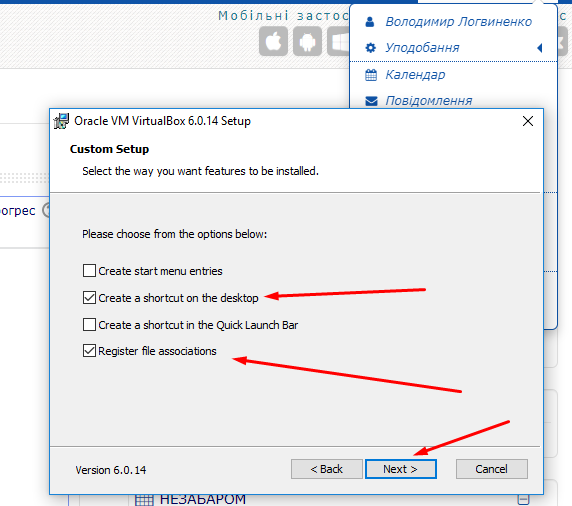 Мобільні застос
Володимир Логвиненко
Уподобання
Календар
Повідомлення
Oracle VM VirtualBox 6.0.14 Setup
Custom Setup
Select the way you want features to be installed.
огрес
Please choose from the options below:
Create start menu entries
Create a shortcut on the desktop
Create a shortcut in the Quick Launch Bar
Register file associations
Version 6.0.14
< Back
Next >
Cancel
НЕЗАБАРОМ